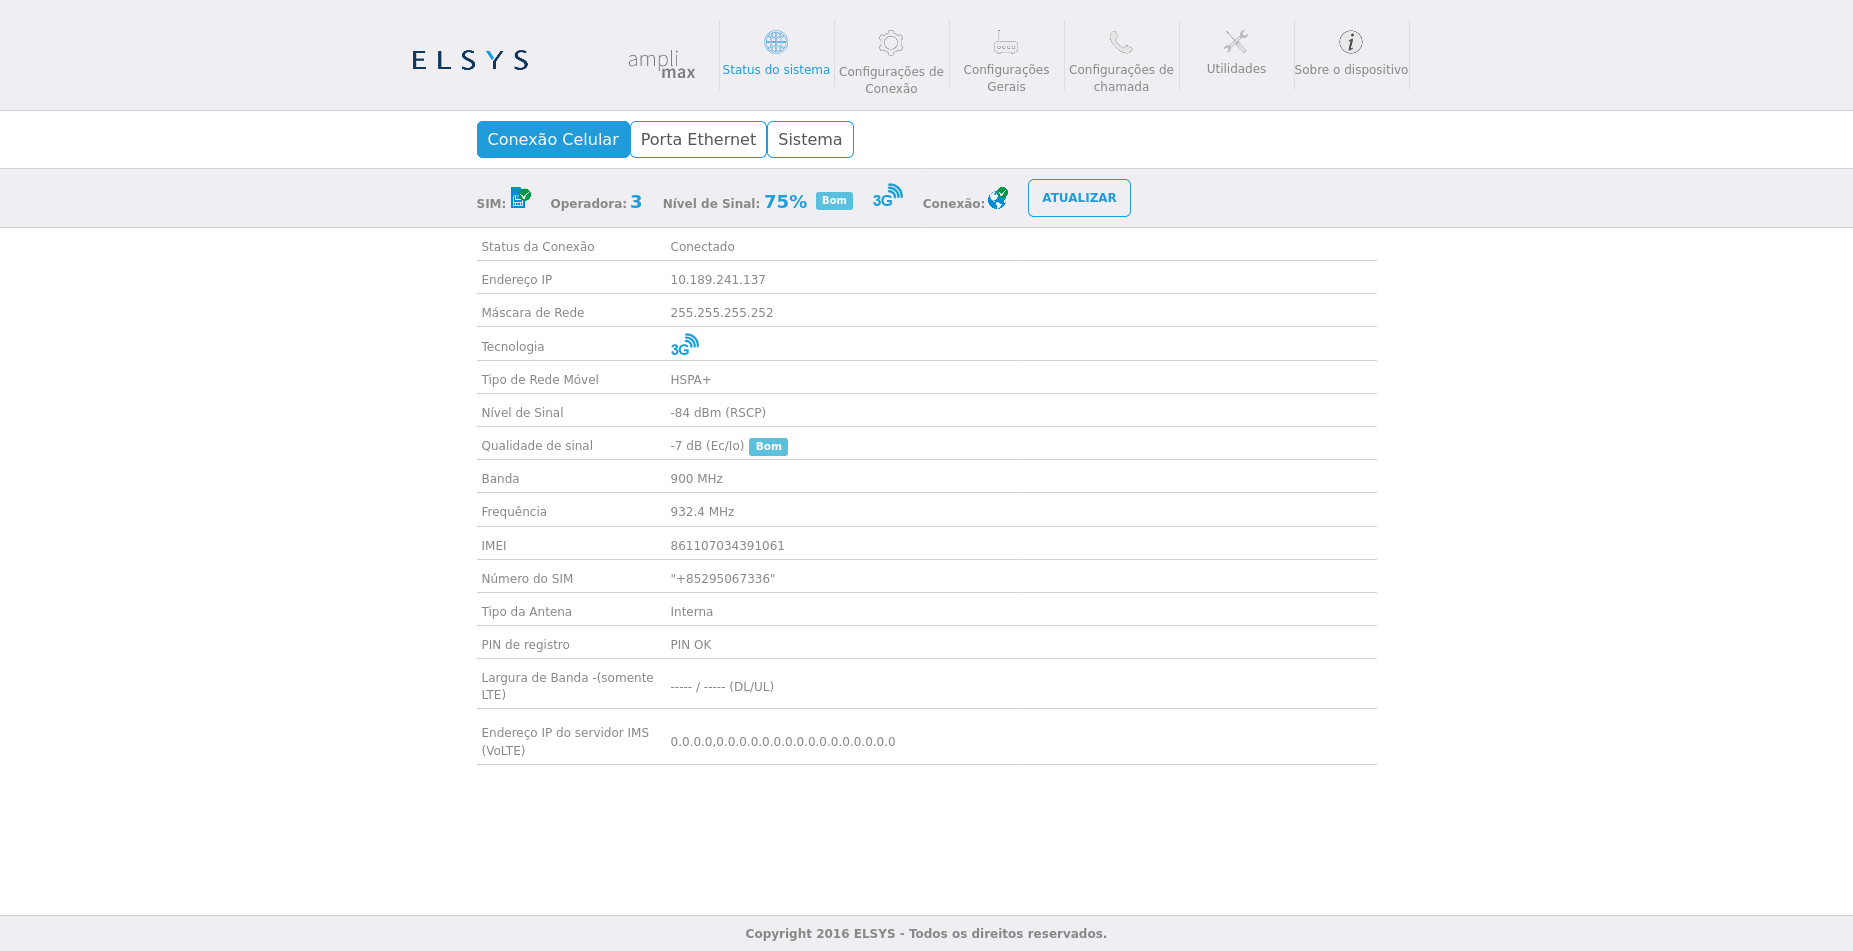 ELSYS
ampli
max
Status do sistema
Configurações de
Conexão
Configurações
Gerais
Configurações de
chamada
Utilidades
Sobre o dispositivo
Conexão Celular
Porta Ethernet
Sistema
SIM: Operadora: 3 Nível de Sinal: 75% Bom 3G Conexão: ATUALIZAR
Status da Conexão Conectado
Endereço IP 10.189.241.137
Máscara de Rede 255.255.255.252
Tecnologia 3G
Tipo de Rede Móvel HSPA+
Nível de Sinal -84 dBm (RSCP)
Qualidade de sinal -7 dB (Ec/Io) Bom
Banda 900 MHz
Frequência 932.4 MHz
IMEI 861107034391061
Número do SIM "+85295067336"
Tipo da Antena Interna
PIN de registro PIN OK
Largura de Banda -(somente
LTE)
----- / ----- (DL/UL)
Endereço IP do servidor IMS
(VoLTE)
0.0.0.0,0.0.0.0.0.0.0.0.0.0.0.0.0.0.0.0
Copyright 2016 ELSYS - Todos os direitos reservados.